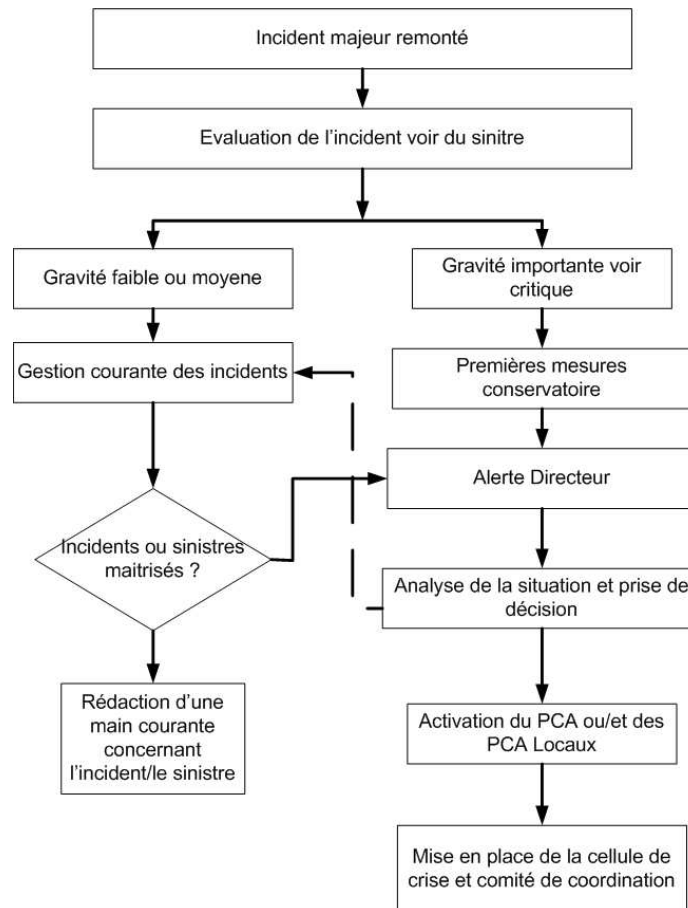 Incident majeur remonté
Evaluation de l'incident voir du sinitre
Gravité faible ou moyene
Gravité importante voir
critique
Gestion courante des incidents
Premières mesures
conservatoire
Alerte Directeur
Incidents ou sinistres
maitrisés ?
Analyse de la situation et prise de
décision
Rédaction d'une
main courante
concernant
l'incident/le sinistre
Activation du PCA ou/et des
PCA Locaux
Mise en place de la cellule de
crise et comité de coordination